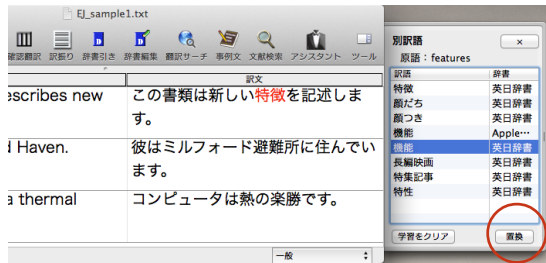 EJ_sample1.txt
確認翻訳 訳振り 辞書引き 辞書編集 翻訳サーチ 事例文 文献検索 アシスタント ツール
訳文
escribes new
この書類は新しい特徴を記述しま
す。
Haven.
彼はミルフォード避難所に住んでい
ます。
a thermal
コンピュータは熱の楽勝です。
一般
別訳語
×
原語：features
訳語 辞書
特徴 英日辞書
顔だち 英日辞書
顔つき 英日辞書
機能 Apple…
機能 英日辞書
長編映画 英日辞書
特集記事 英日辞書
特性 英日辞書
学習をクリア 置換